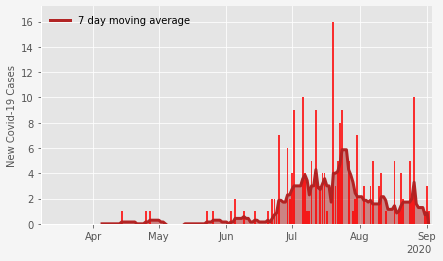 7 day moving average
New Covid-19 Cases
16
14
12
10
8
6
4
2
0
Apr
May
Jun
Jul
Aug
Sep
2020